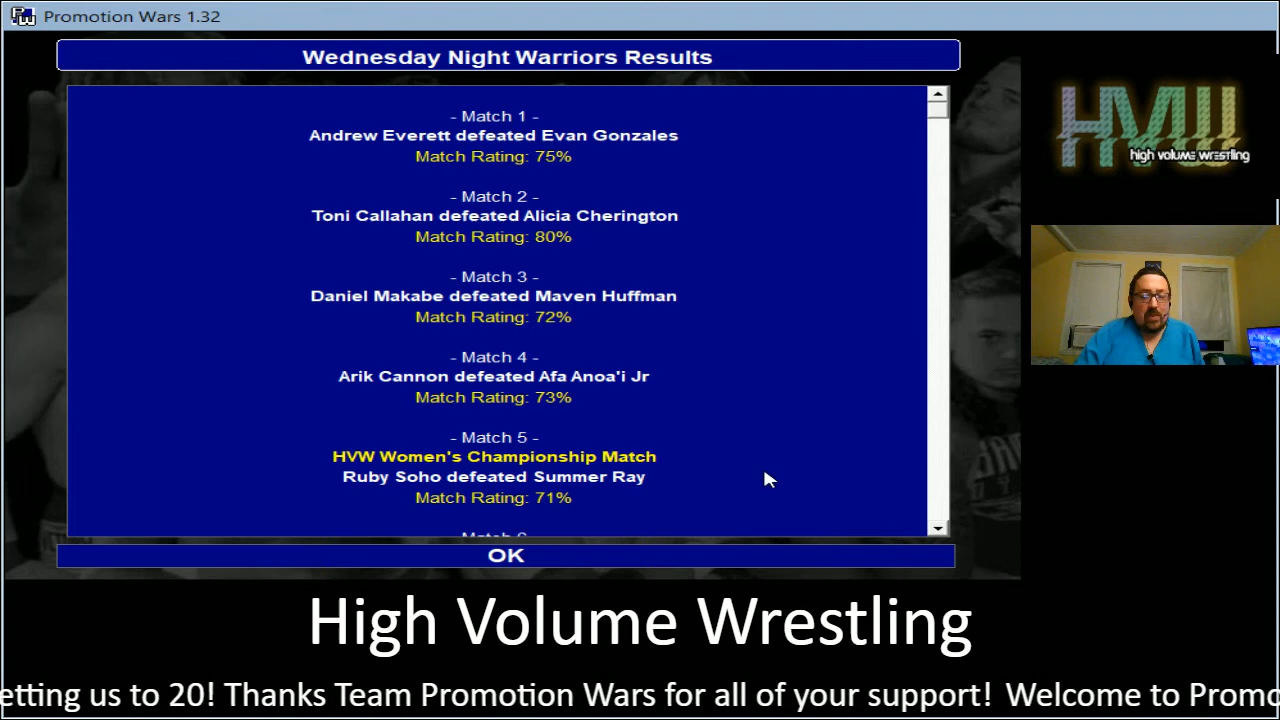 Promotion Wars 1.32
Wednesday Night Warriors Results
- Match 1 -
Andrew Everett defeated Evan Gonzales
Match Rating: 75%
- Match 2 -
Toni Callahan defeated Alicia Cherington
Match Rating: 80%
- Match 3 -
Daniel Makabe defeated Maven Huffman
Match Rating: 72%
- Match 4 -
Arik Cannon defeated Afa Anoa'i Jr
Match Rating: 73%
- Match 5 -
HVW Women's Championship Match
Ruby Soho defeated Summer Ray
Match Rating: 71%
OK
HVW
high volume wrestling
High Volume Wrestling
etting us to 20! Thanks Team Promotion Wars for all of your support! Welcome to Promo